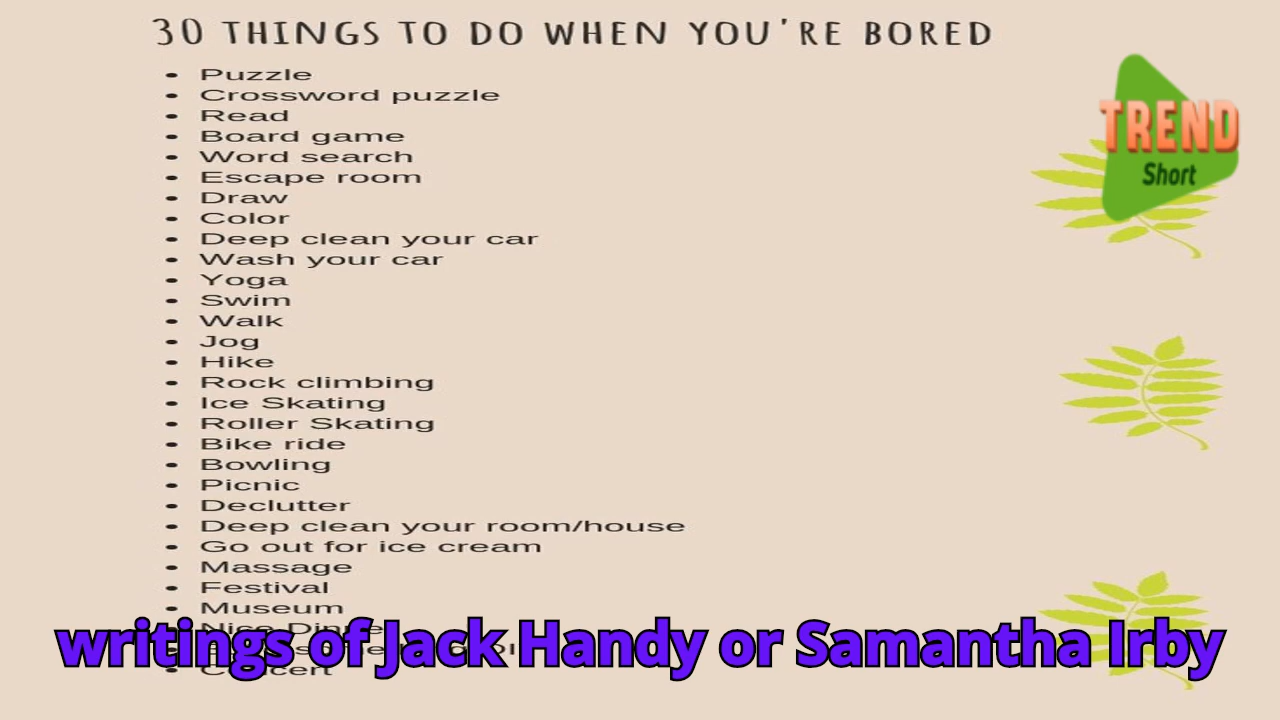 30 THINGS TO DO WHEN YOU'RE BORED
Puzzle
Crossword puzzle
Read
Board game
Word search
Escape room
Draw
Color
Deep clean your car
Wash your car
Yoga
Swim
Walk
Jog
Hike
Rock climbing
Ice Skating
Roller Skating
Bike ride
Bowling
Picnic
Declutter
Deep clean your room/house
Go out for ice cream
Massage
Festival
Museum
Nice Dinner
Concert
writings of Jack Handy or Samantha Irby
TREND
Short